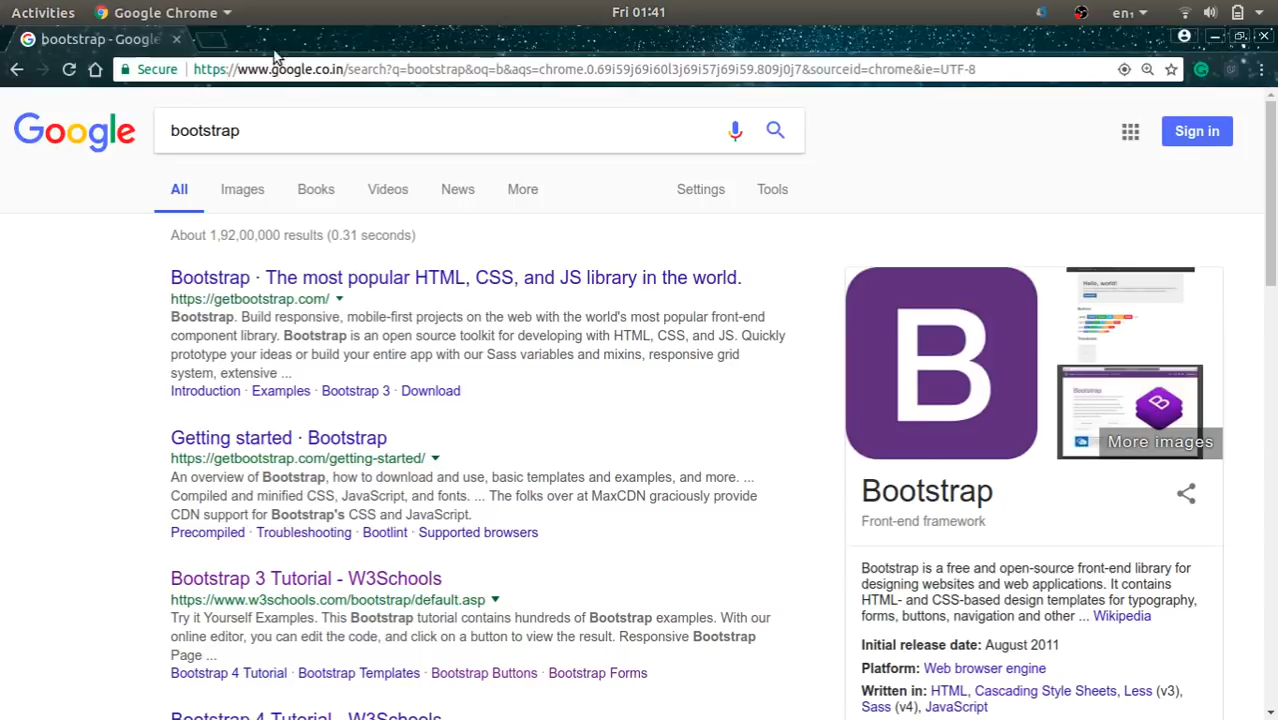 Activities Google Chrome Fri 01:41 en₁
bootstrap - Google
Secure https://www.google.co.in/search?q=bootstrap&oq=b&aqs=chrome.0.69i59j69i60l3j69i57j69i59.809j0j7&sourceid=chrome&ie=UTF-8
Google bootstrap Sign in
All Images Books Videos News More Settings Tools
About 1,92,00,000 results (0.31 seconds)
Bootstrap · The most popular HTML, CSS, and JS library in the world.
https://getbootstrap.com/
Bootstrap. Build responsive, mobile-first projects on the web with the world's most popular front-end
component library. Bootstrap is an open source toolkit for developing with HTML, CSS, and JS. Quickly
prototype your ideas or build your entire app with our Sass variables and mixins, responsive grid
system, extensive ...
Introduction · Examples · Bootstrap 3 · Download
Getting started · Bootstrap
https://getbootstrap.com/getting-started/
An overview of Bootstrap, how to download and use, basic templates and examples, and more. ...
Compiled and minified CSS, JavaScript, and fonts. ... The folks over at MaxCDN graciously provide
CDN support for Bootstrap's CSS and JavaScript.
Precompiled · Troubleshooting · Bootlint · Supported browsers
Bootstrap 3 Tutorial - W3Schools
https://www.w3schools.com/bootstrap/default.asp
Try it Yourself Examples. This Bootstrap tutorial contains hundreds of Bootstrap examples. With our
online editor, you can edit the code, and click on a button to view the result. Responsive Bootstrap
Page ...
Bootstrap 4 Tutorial · Bootstrap Templates · Bootstrap Buttons · Bootstrap Forms
Bootstrap 4 Tutorial - W3Schools
B
Hello, world!
Bootstrap
B
More images
Bootstrap
Front-end framework
Bootstrap is a free and open-source front-end library for
designing websites and web applications. It contains
HTML- and CSS-based design templates for typography,
forms, buttons, navigation and other ... Wikipedia
Initial release date: August 2011
Platform: Web browser engine
Written in: HTML, Cascading Style Sheets, Less (v3),
Sass (v4), JavaScript